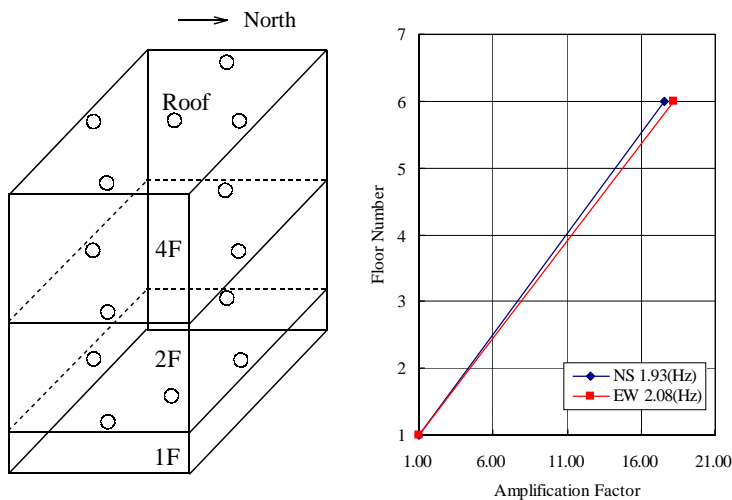 North
Roof
4F
2F
1F
7
6
5
4
3
2
1
Floor Number
NS 1.93(Hz)
EW 2.08(Hz)
1.00 6.00 11.00 16.00 21.00
Amplification Factor